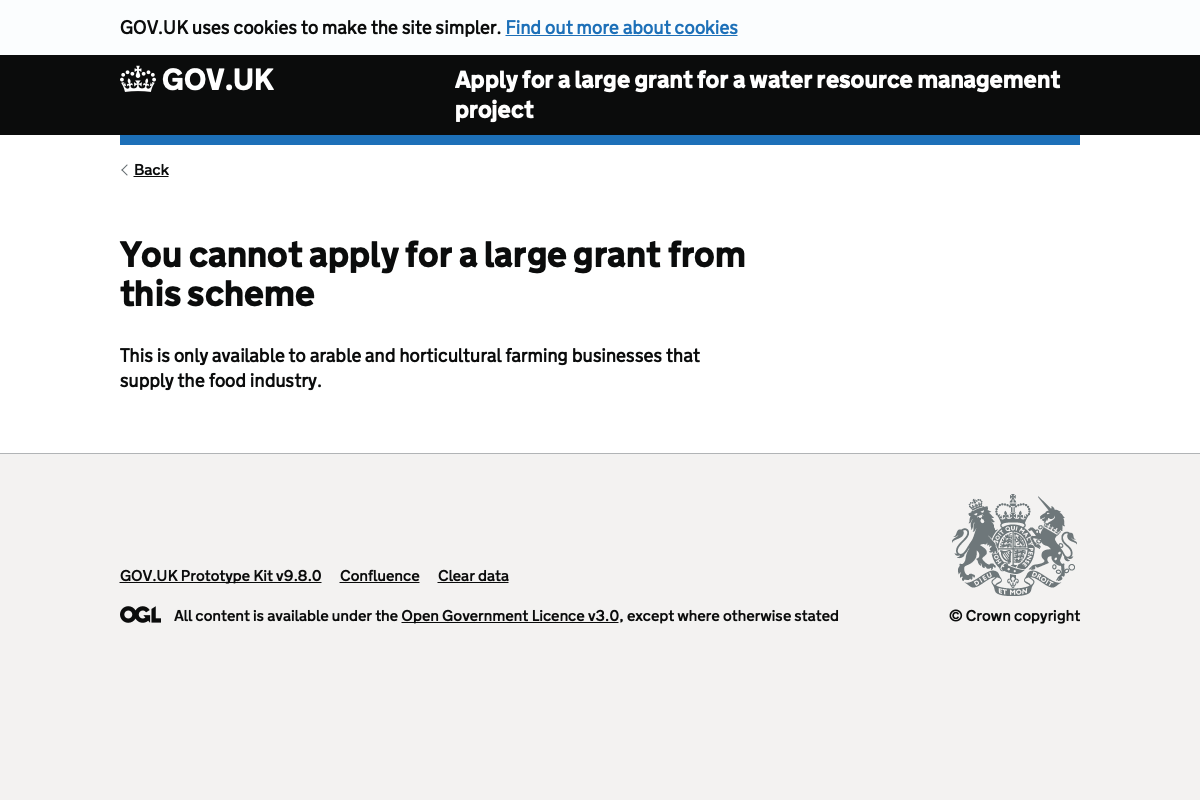 GOV.UK uses cookies to make the site simpler. Find out more about cookies
GOV.UK
Apply for a large grant for a water resource management
project
Back
You cannot apply for a large grant from
this scheme
This is only available to arable and horticultural farming businesses that
supply the food industry.
GOV.UK Prototype Kit v9.8.0 Confluence Clear data
OGL All content is available under the Open Government Licence v3.0, except where otherwise stated
DIEU ET MON DROIT
© Crown copyright